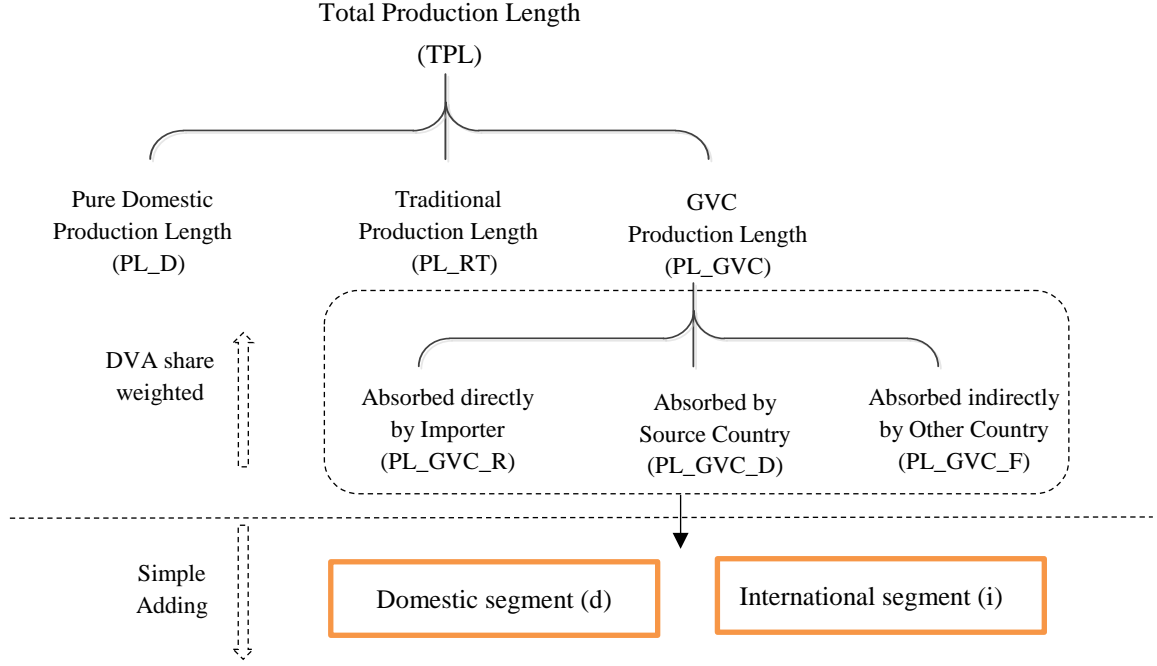 Total Production Length
(TPL)
Pure Domestic
Production Length
(PL_D)
Traditional
Production Length
(PL_RT)
GVC
Production Length
(PL_GVC)
DVA share
weighted
Absorbed directly
by Importer
(PL_GVC_R)
Absorbed by
Source Country
(PL_GVC_D)
Absorbed indirectly
by Other Country
(PL_GVC_F)
Simple
Adding
Domestic segment (d)
International segment (i)